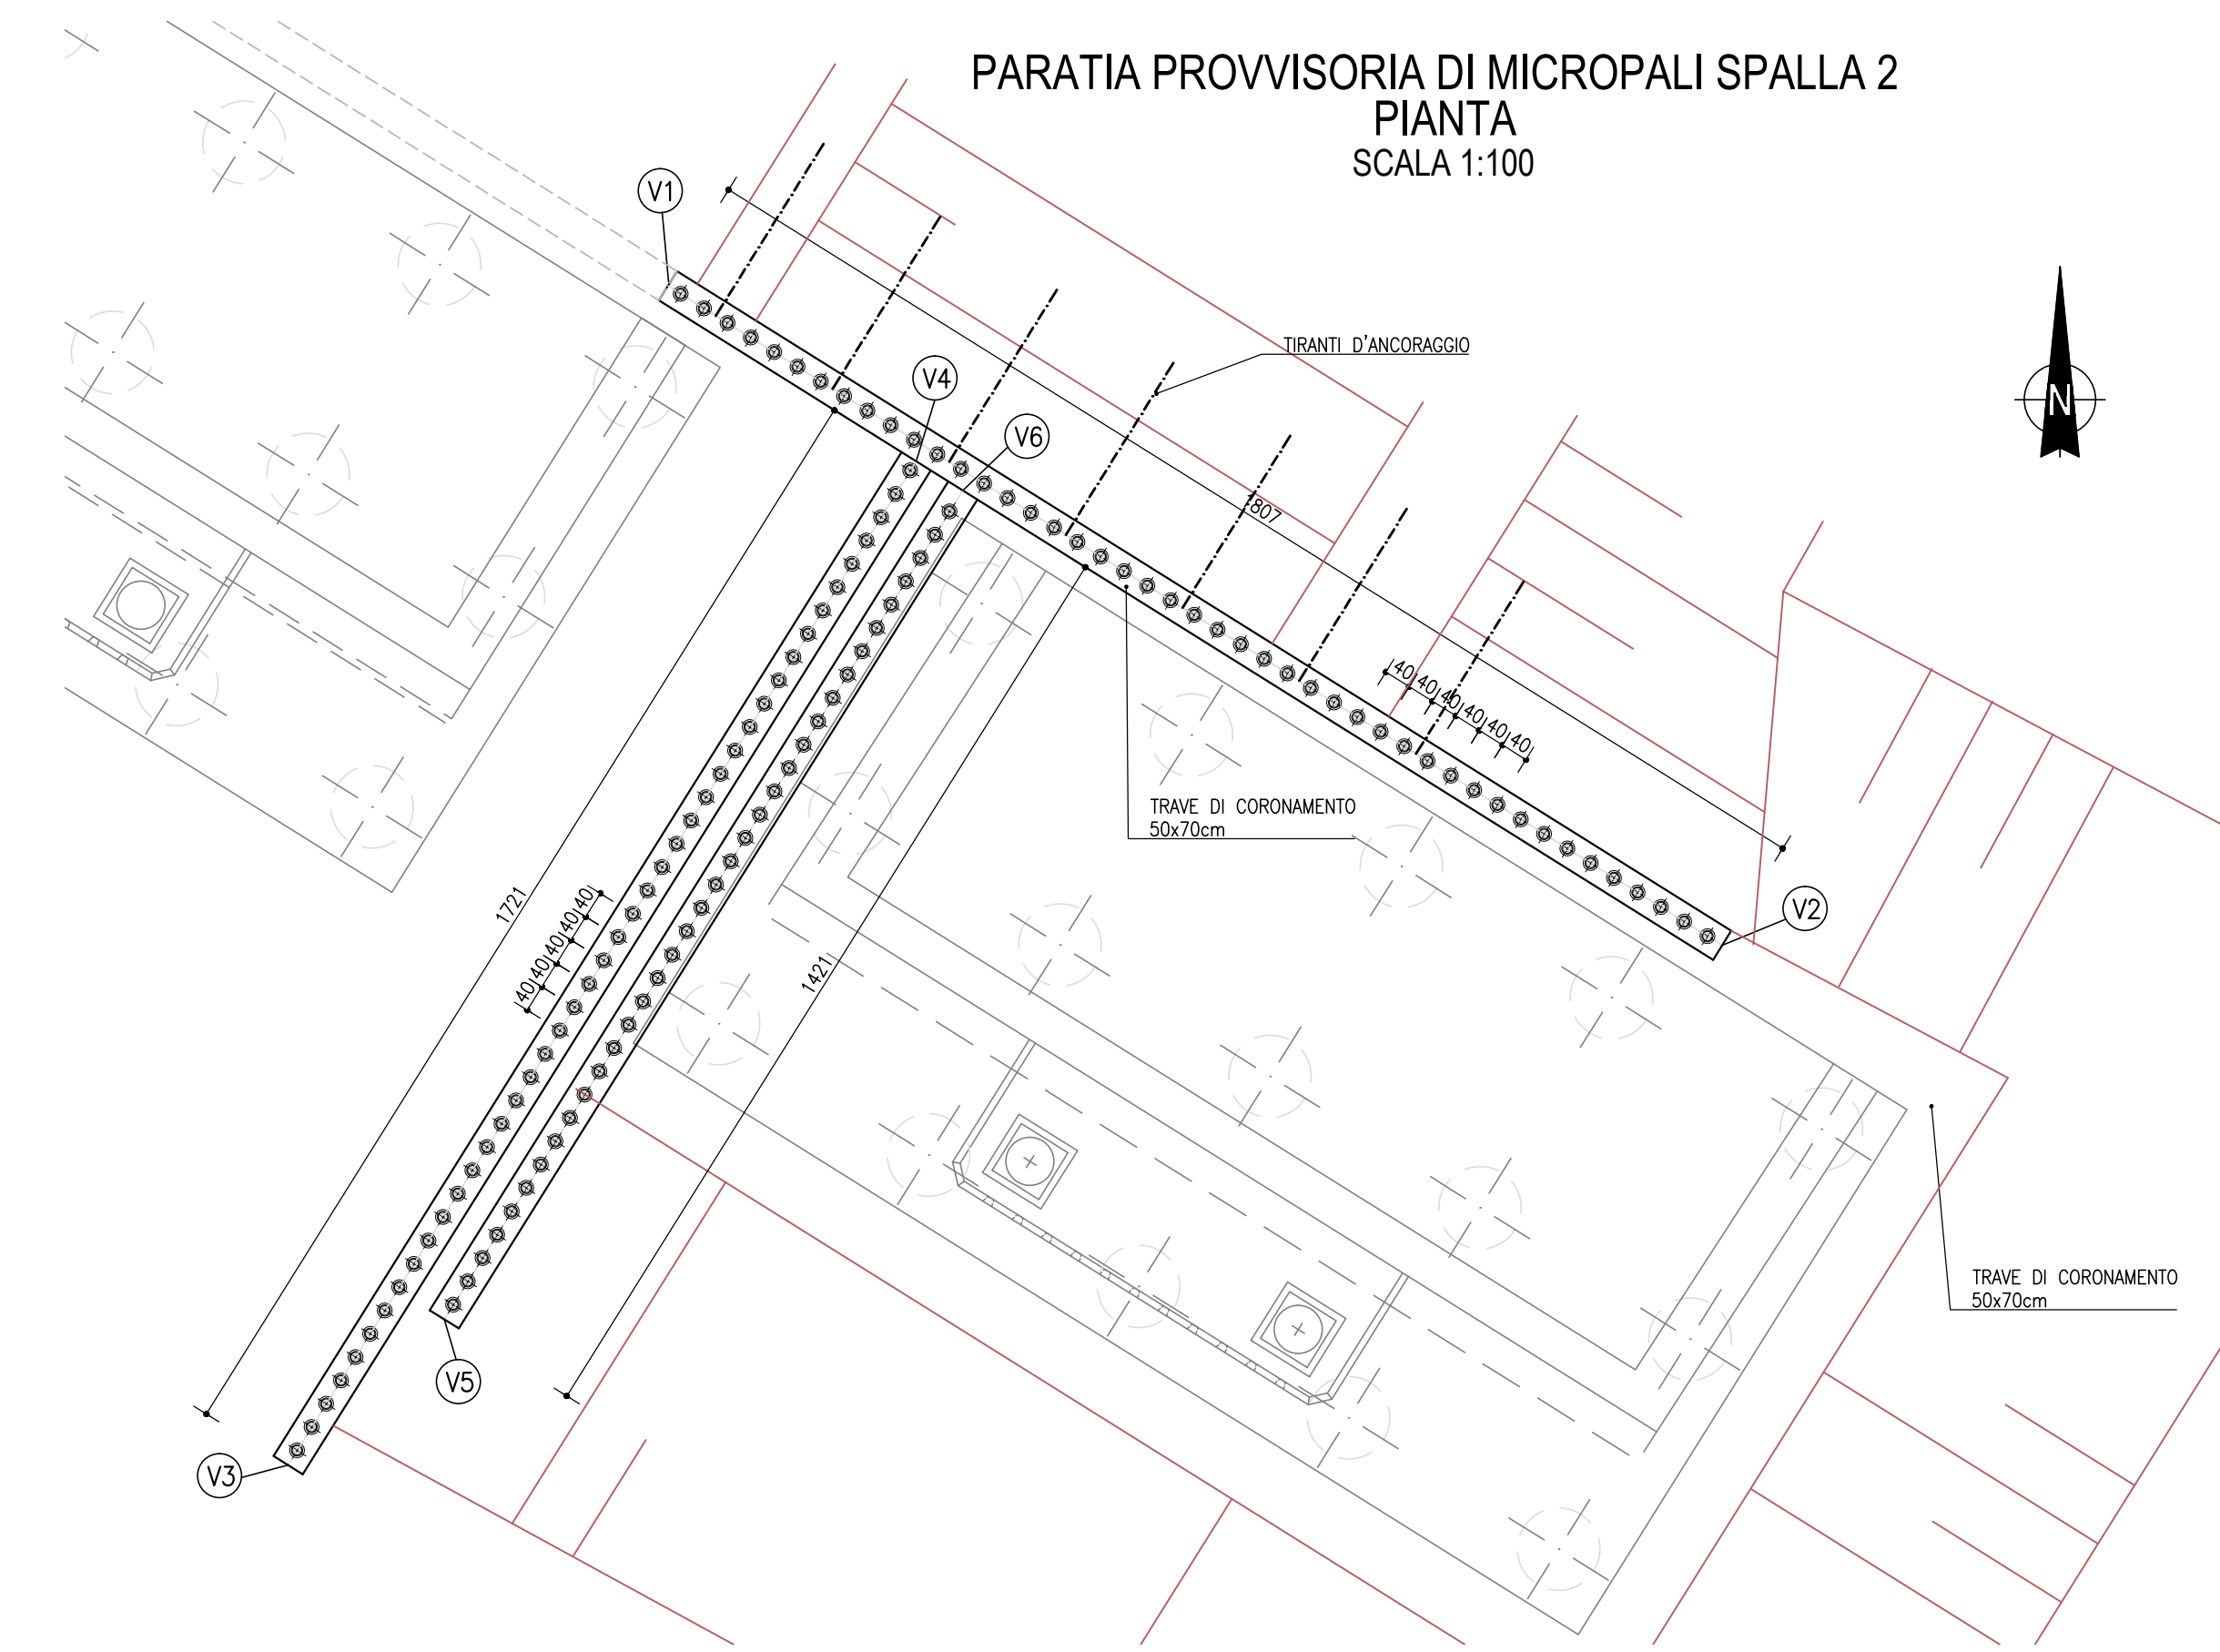 PARATIA PROVVISORIA DI MICROPALI SPALLA 2
PIANTA
SCALA 1:100
V1
TIRANTI D'ANCORAGGIO
V4
N
V6
1807
40 40 40 40 40 40
TRAVE DI CORONAMENTO
50x70cm
V2
1721
40 40 40 40 40
1421
TRAVE DI CORONAMENTO
50x70cm
V5
V3